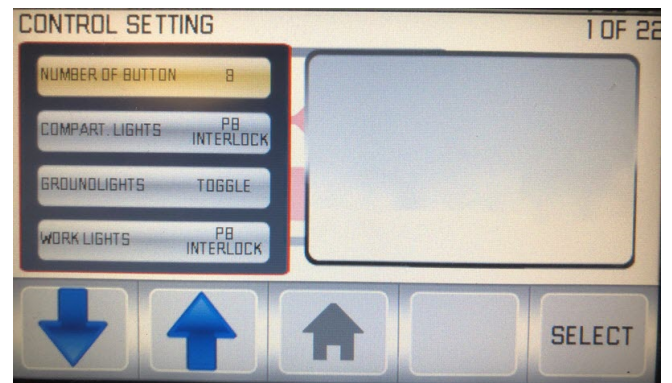 CONTROL SETTING 1 OF 22
NUMBER OF BUTTON 8
COMPART. LIGHTS PB INTERLOCK
GROUNDLIGHTS TOGGLE
WORK LIGHTS PB INTERLOCK
SELECT